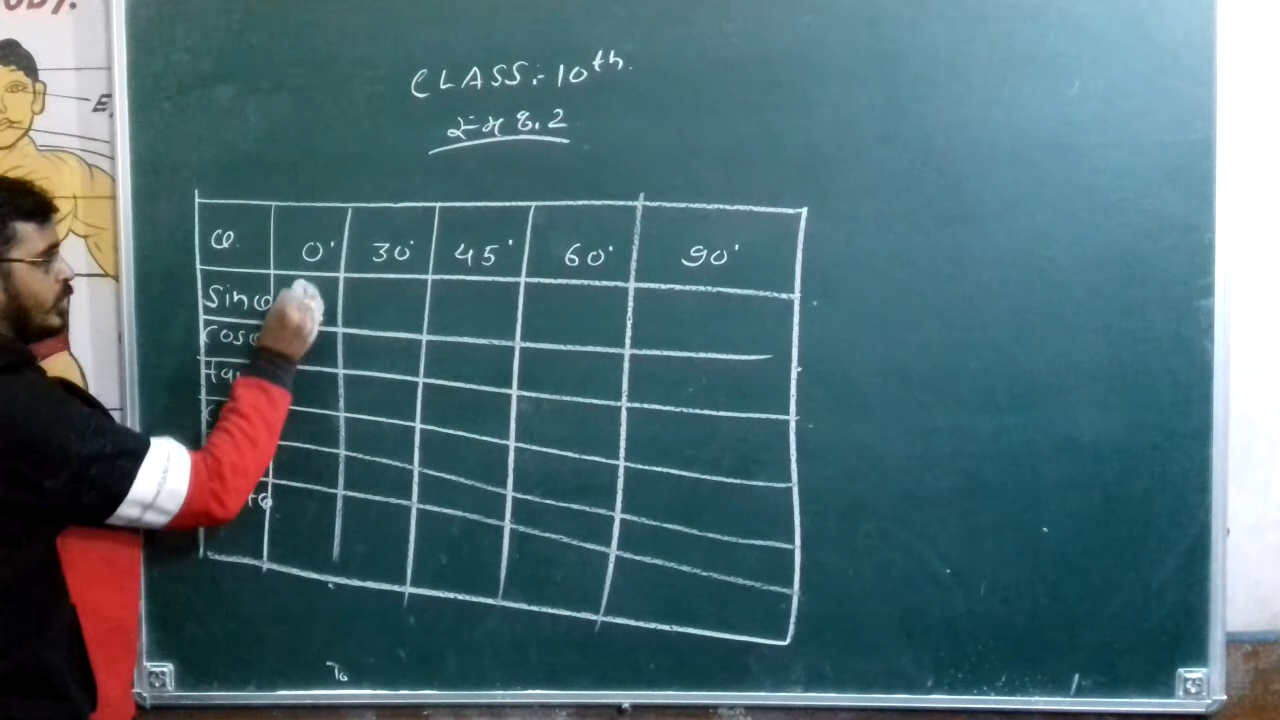 CLASS:- 10th.
Ex 8.2
θ 0° 30° 45° 60° 90°
Sinθ
Cosθ